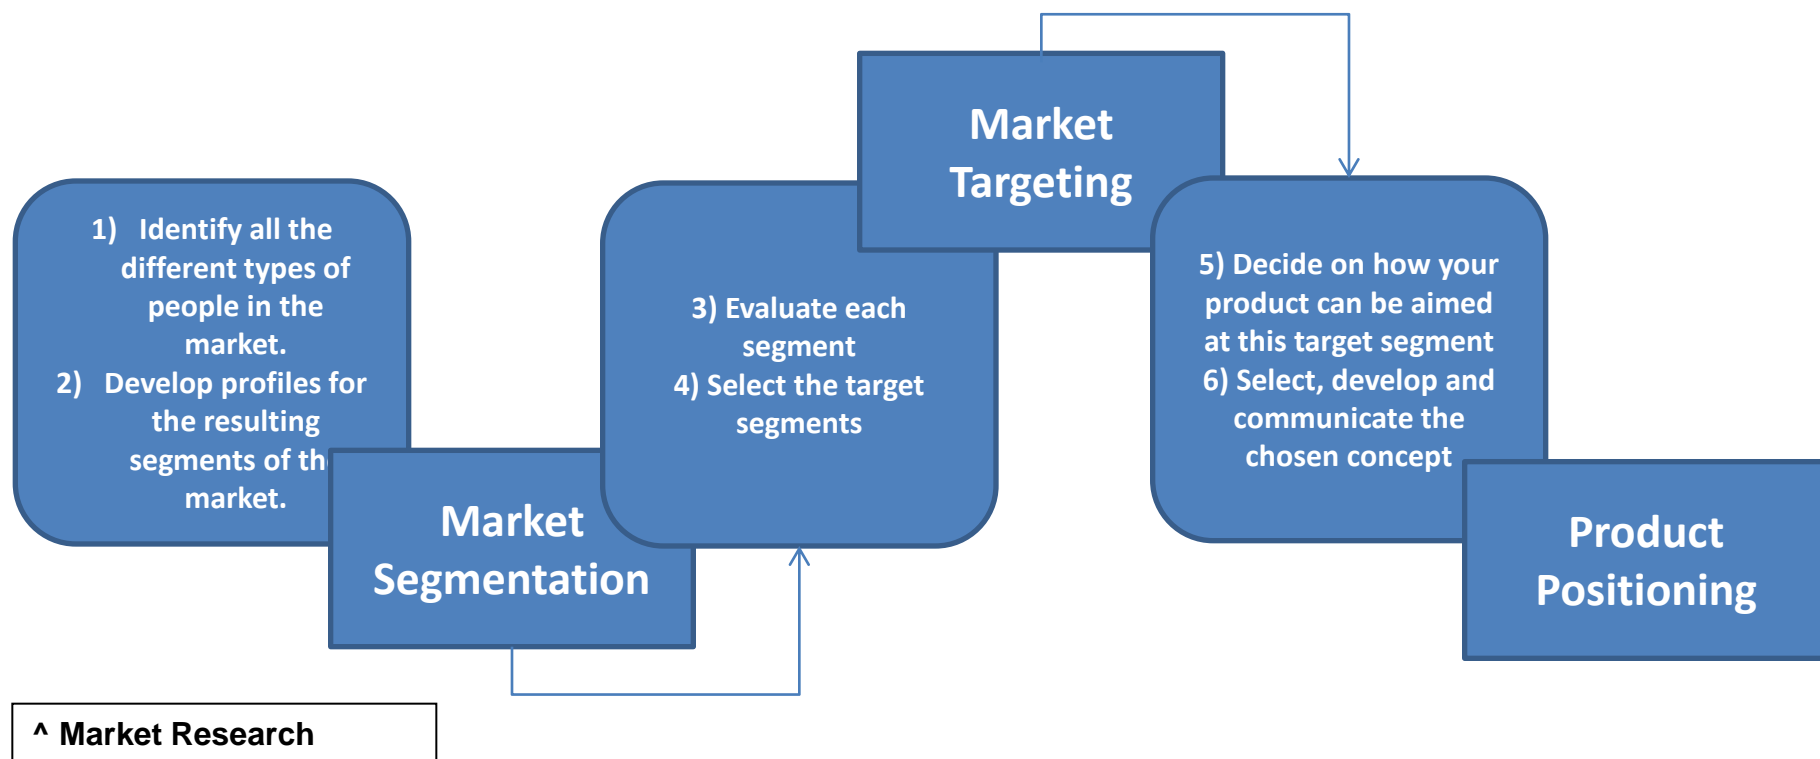 1) Identify all the
different types of
people in the
market.
2) Develop profiles for
the resulting
segments of the
market.
Market
Segmentation
3) Evaluate each
segment
4) Select the target
segments
Market
Targeting
5) Decide on how your
product can be aimed
at this target segment
6) Select, develop and
communicate the
chosen concept
Product
Positioning
^ Market Research